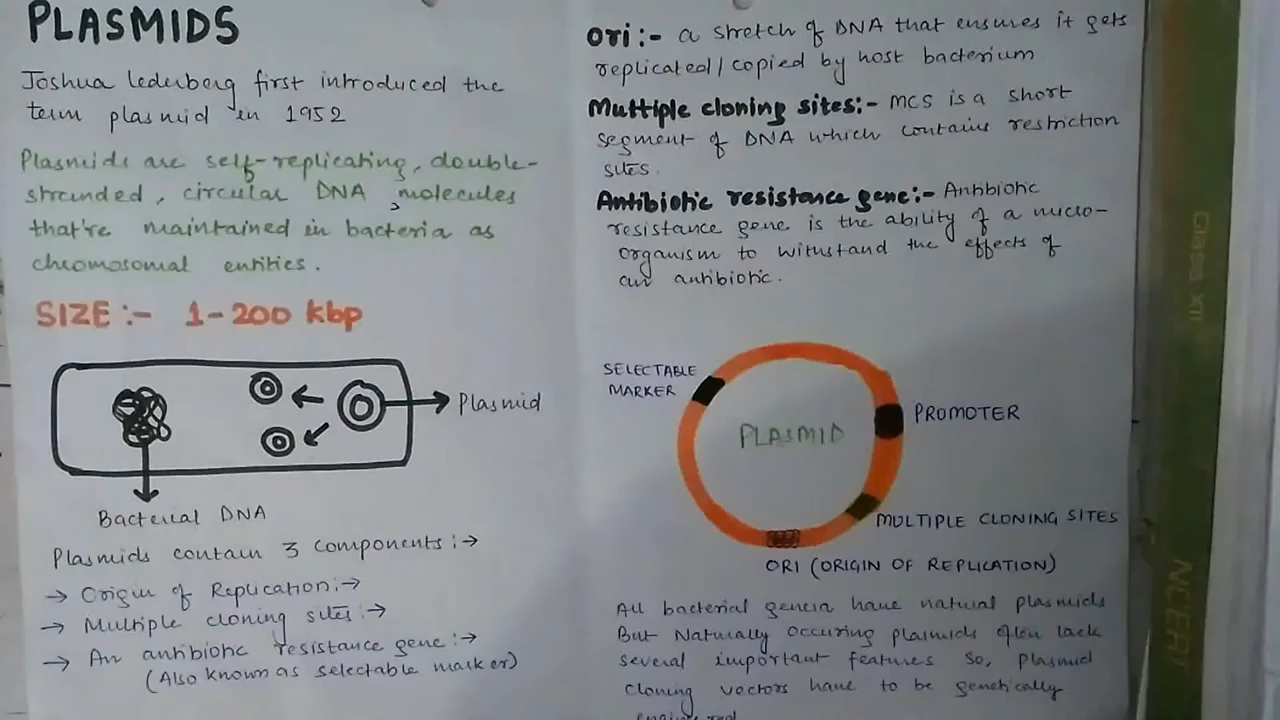 PLASMIDS
Joshua lederberg first introduced the
term plasmid in 1952
Plasmids are self-replicating, double-
stranded, circular DNA molecules
that're maintained in bacteria as
chromosomal entities.
SIZE :- 1-200 kbp
Plasmid
Bacterial DNA
Plasmids contain 3 components :→
→ Origin of Replication :→
→ Multiple cloning sites :→
→ An antibiotic resistance gene :→
(Also known as selectable marker)
Ori :- a stretch of DNA that ensures it gets
replicated/copied by host bacterium
Multiple cloning sites :- MCS is a short
segment of DNA which contains restriction
sites.
Antibiotic resistance gene :- Antibiotic
resistance gene is the ability of a micro-
organism to withstand the effects of
an antibiotic.
SELECTABLE
MARKER
PROMOTER
PLASMID
MULTIPLE CLONING SITES
ORI (ORIGIN OF REPLICATION)
All bacterial genera have natural plasmids
But Naturally occuring plasmids often lack
several important features so, plasmid
cloning vectors have to be genetically
Class XII
NCERT